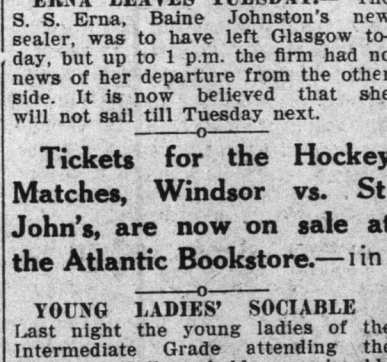 ERNA LEAVES TUESDAY.—
S. S. Erna, Baine Johnston's new
sealer, was to have left Glasgow to-
day, but up to 1 p.m. the firm had no
news of her departure from the other
side. It is now believed that she
will not sail till Tuesday next.
Tickets for the Hockey
Matches, Windsor vs. St
John's, are now on sale at
the Atlantic Bookstore.—1in
YOUNG LADIES' SOCIABLE
Last night the young ladies of the
Intermediate Grade attending the